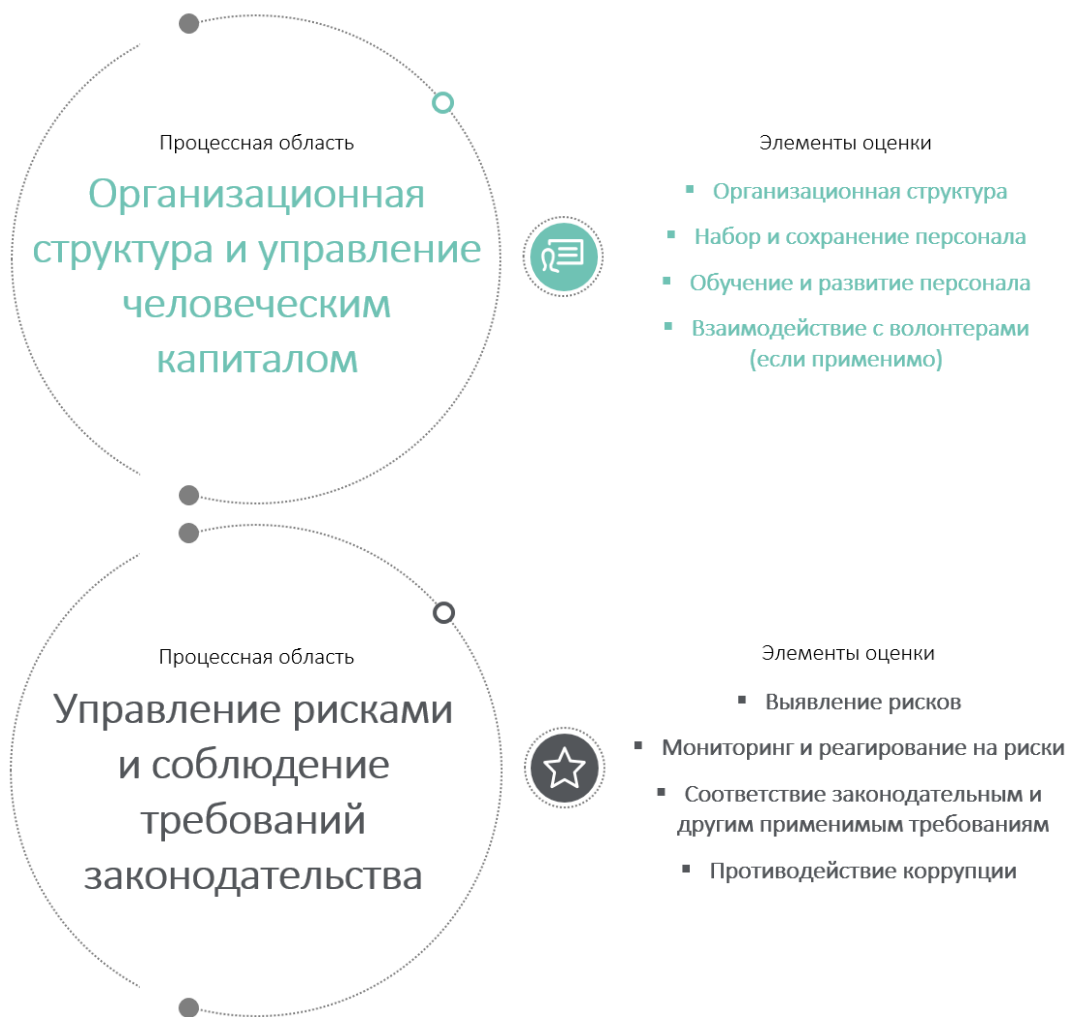 Процессная область
Организационная
структура и управление
человеческим
капиталом
Элементы оценки
▪ Организационная структура
▪ Набор и сохранение персонала
▪ Обучение и развитие персонала
▪ Взаимодействие с волонтерами
(если применимо)
Процессная область
Управление рисками
и соблюдение
требований
законодательства
Элементы оценки
▪ Выявление рисков
▪ Мониторинг и реагирование на риски
▪ Соответствие законодательным и
другим применимым требованиям
▪ Противодействие коррупции